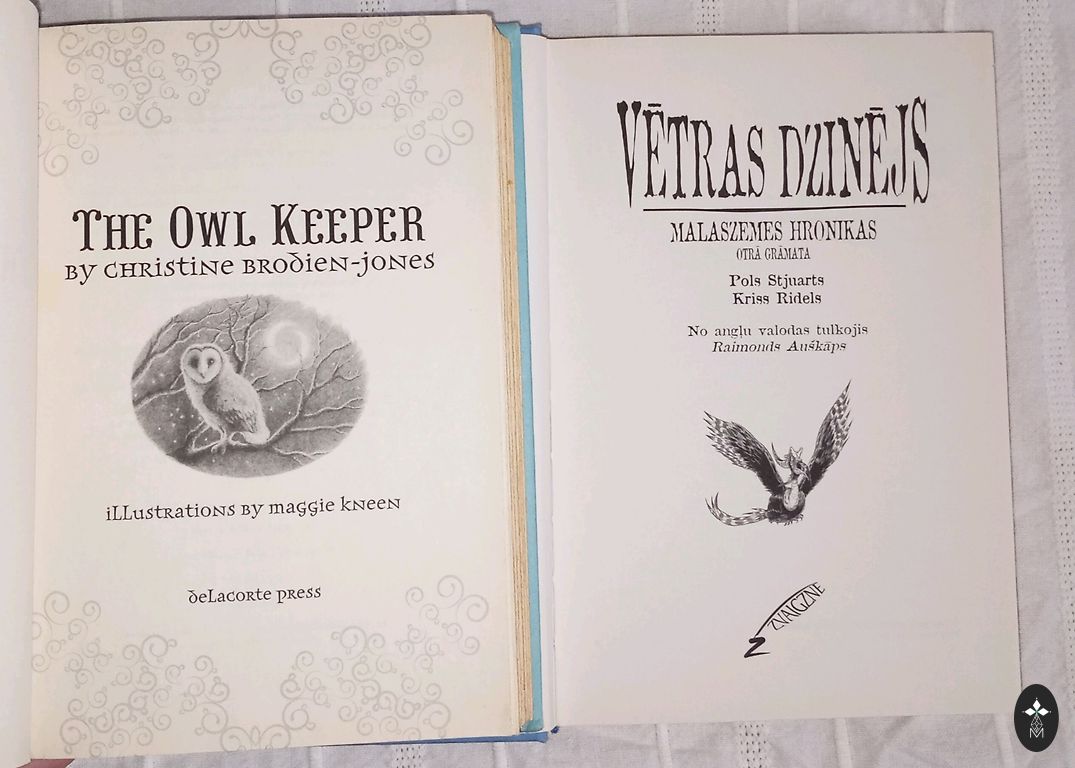 The Owl Keeper
by Christine Brodien-Jones
illustrations by maggie kneen
delacorte press
VĒTRAS DZINĒJS
MALASZEMES HRONIKAS
OTRĀ GRĀMATA
Pols Stjuarts
Kriss Ridels
No angļu valodas tulkojis
Raimonds Auškāps
ZVAIGZNE